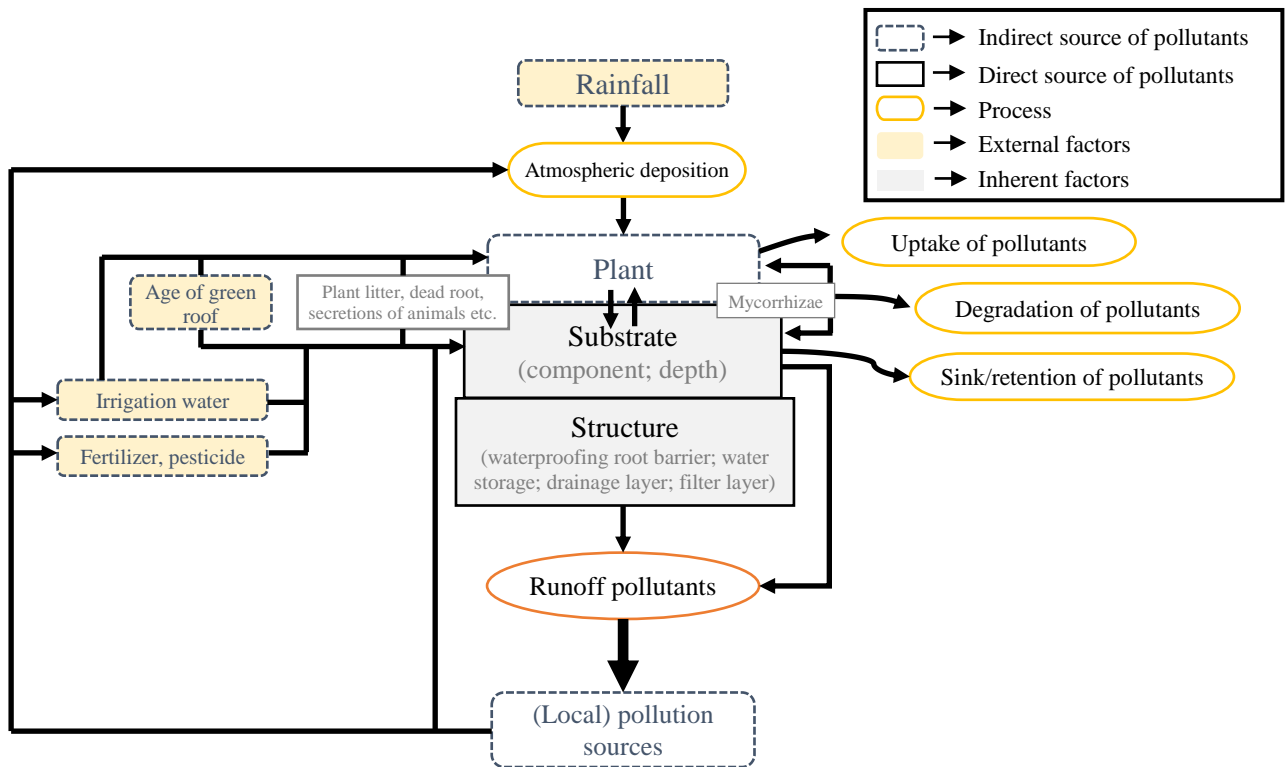 Indirect source of pollutants
Direct source of pollutants
Process
External factors
Inherent factors
Rainfall
Atmospheric deposition
Plant
Uptake of pollutants
Age of green
roof
Plant litter, dead root,
secretions of animals etc.
Mycorrhizae
Degradation of pollutants
Substrate
(component; depth)
Sink/retention of pollutants
Irrigation water
Fertilizer, pesticide
Structure
(waterproofing root barrier; water
storage; drainage layer; filter layer)
Runoff pollutants
(Local) pollution
sources